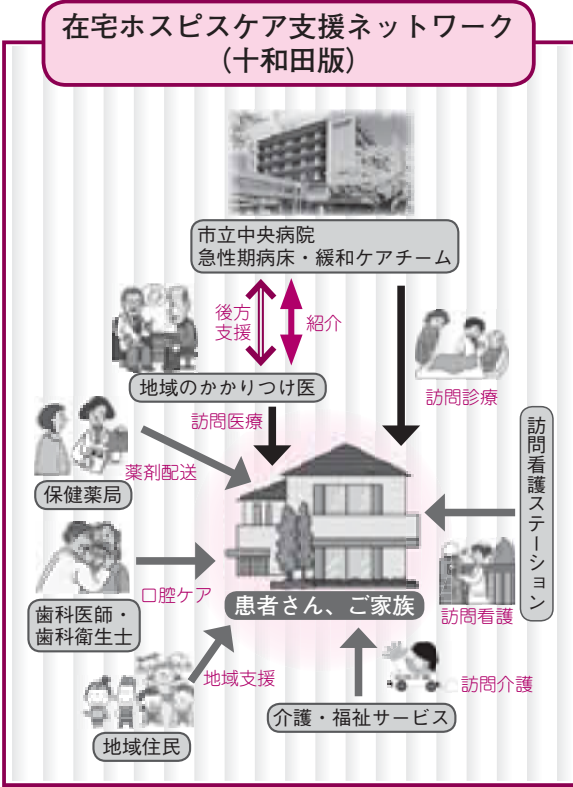 在宅ホスピスケア支援ネットワーク
（十和田版）
市立中央病院
急性期病床・緩和ケアチーム
後方
支援
紹介
地域のかかりつけ医
訪問診療
訪問医療
薬剤配送
保健薬局
訪問看護ステーション
口腔ケア
患者さん、ご家族
訪問看護
歯科医師・
歯科衛生士
地域支援
訪問介護
介護・福祉サービス
地域住民